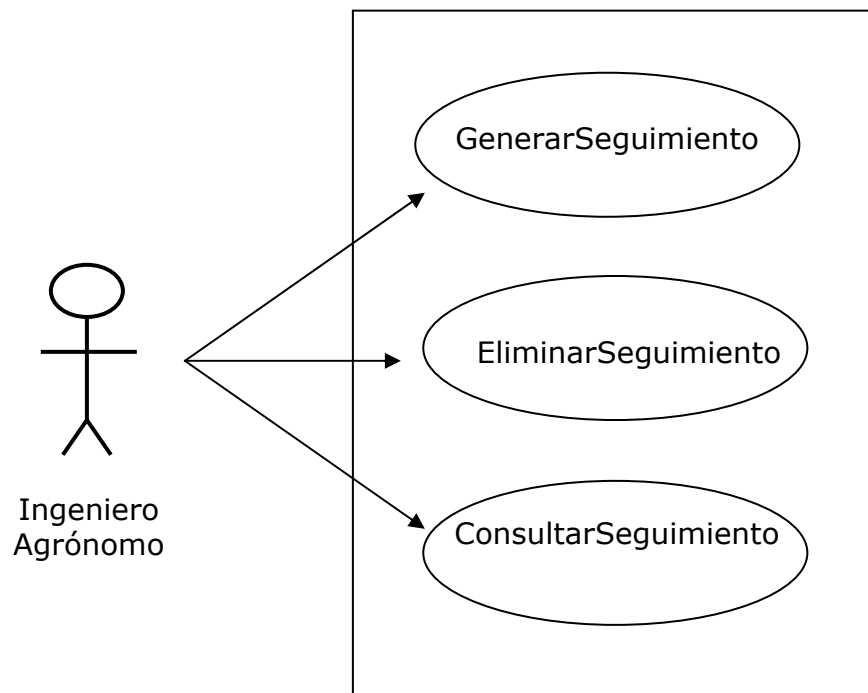 GenerarSeguimiento
EliminarSeguimiento
ConsultarSeguimiento
Ingeniero
Agrónomo